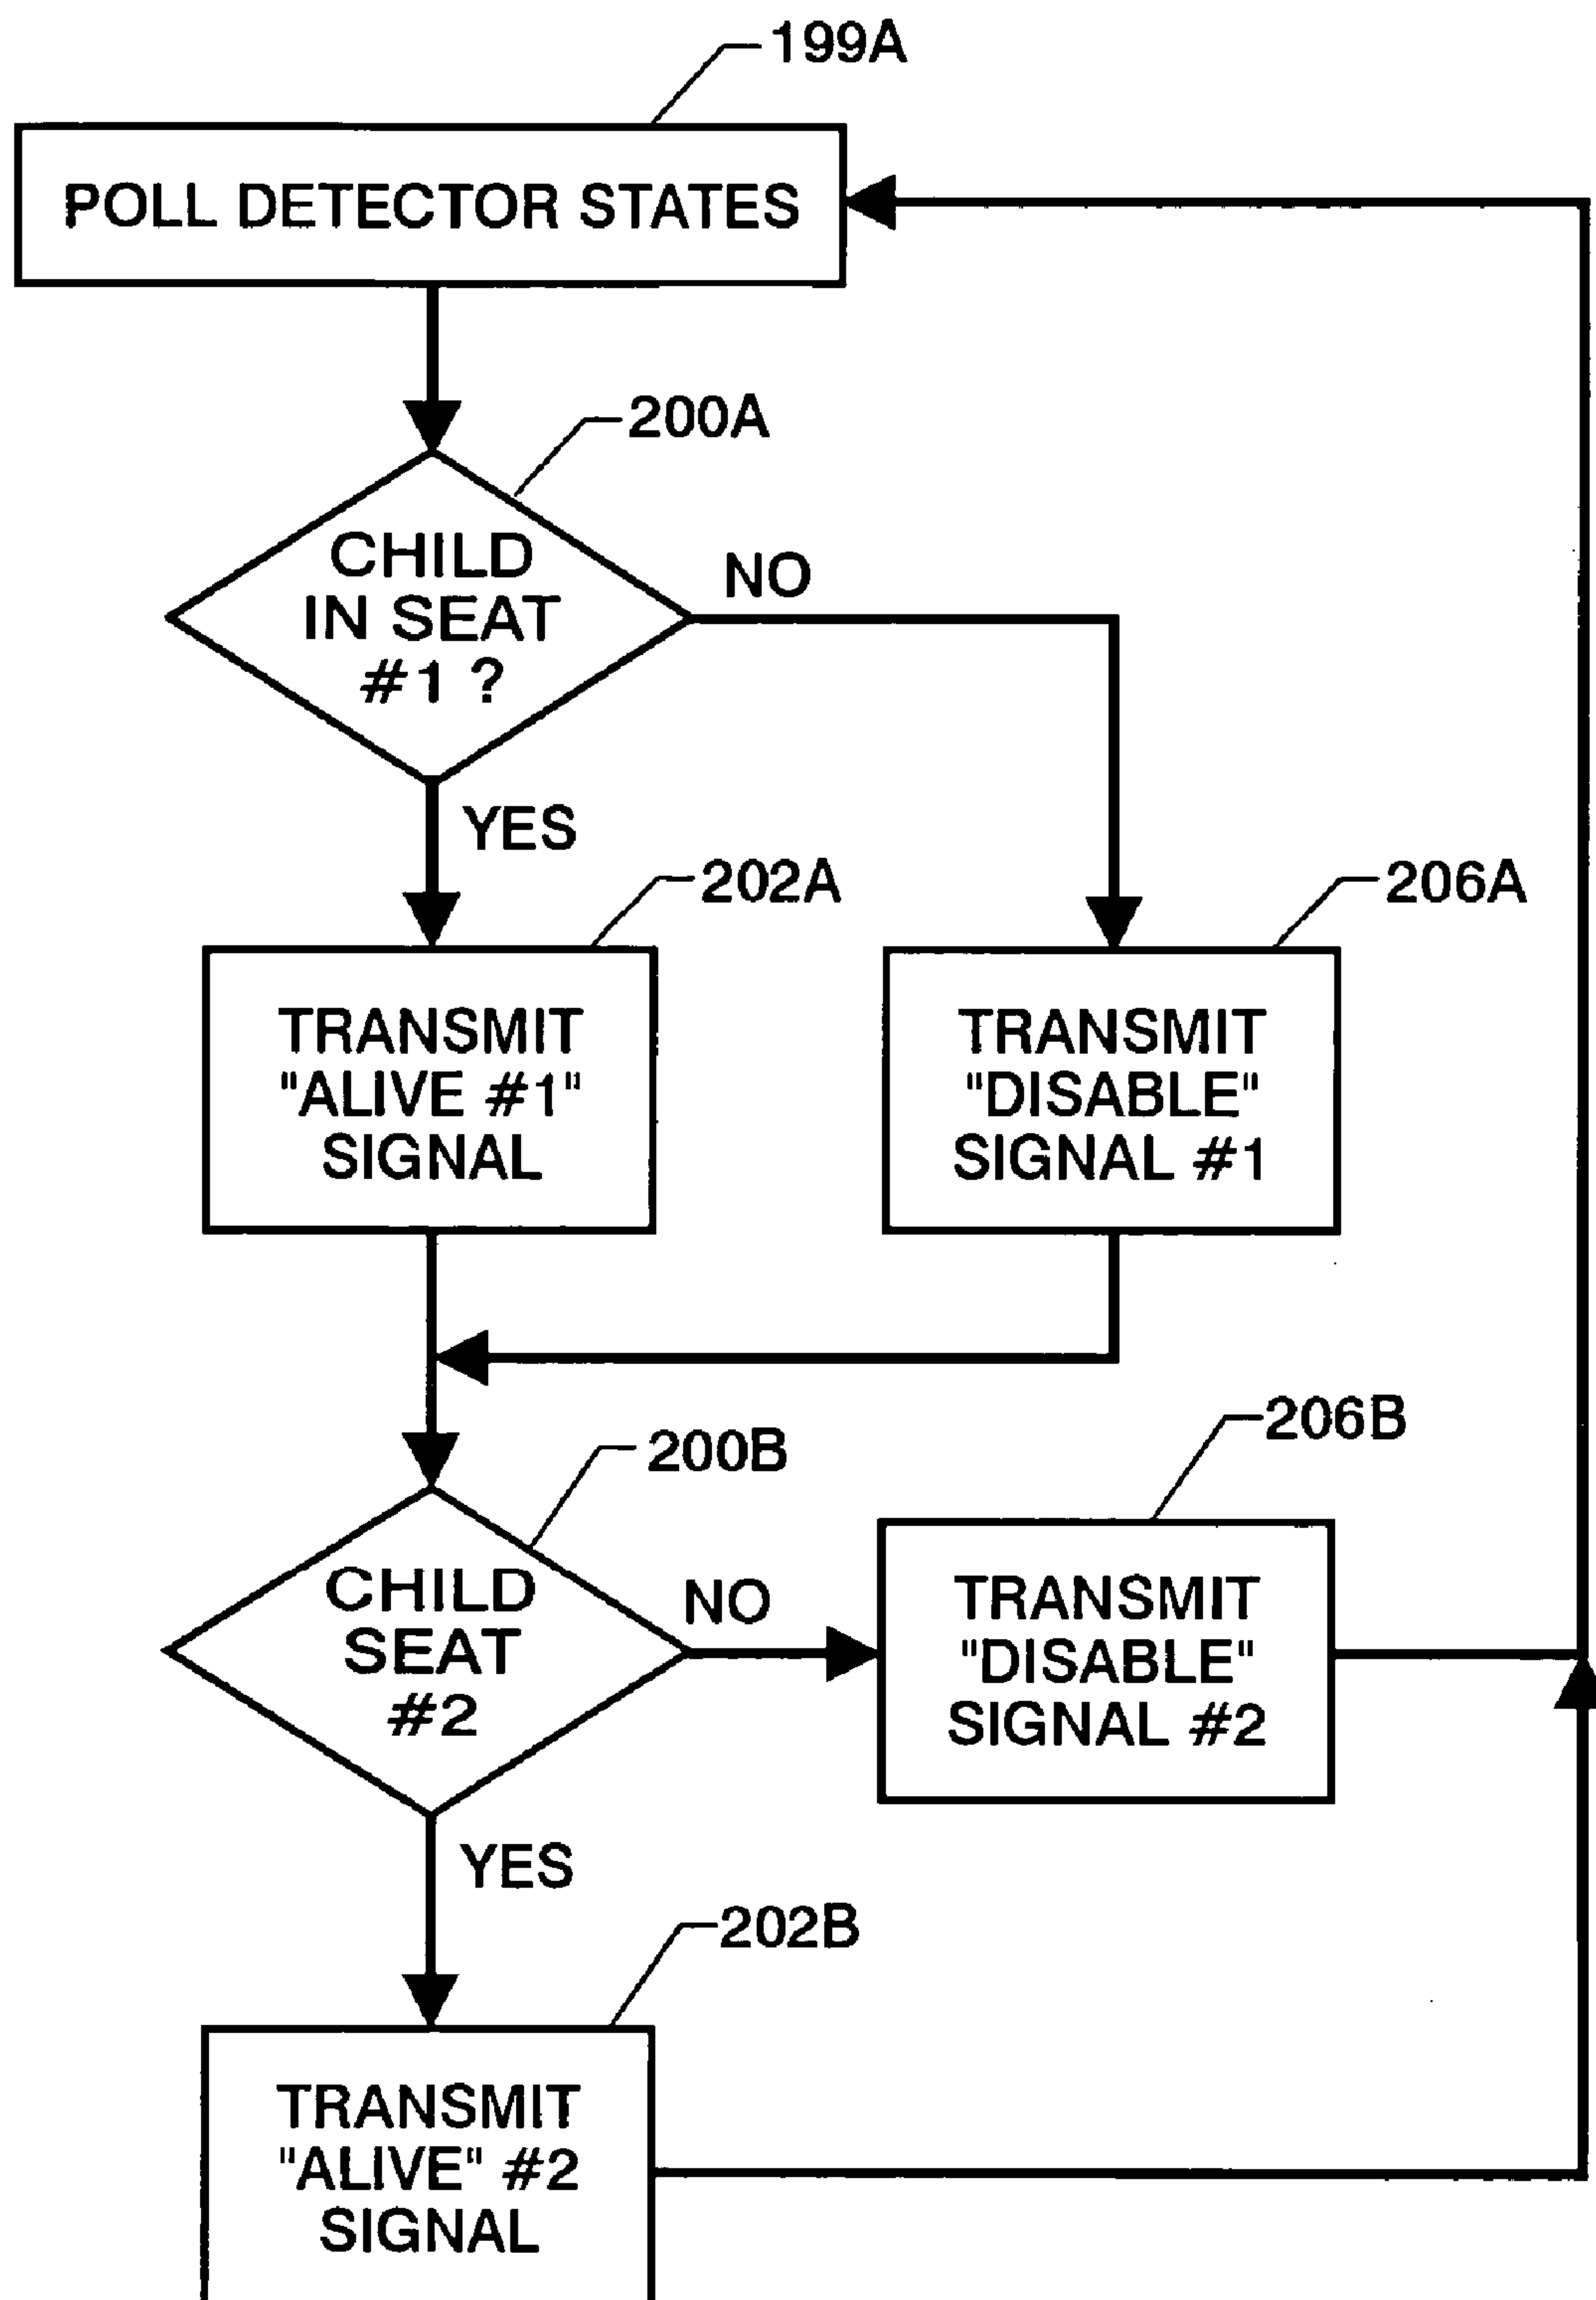 199A
POLL DETECTOR STATES
200A
CHILD
IN SEAT
#1 ?
NO
YES
202A
206A
TRANSMIT
"ALIVE #1"
SIGNAL
TRANSMIT
"DISABLE"
SIGNAL #1
200B
206B
CHILD
SEAT
#2
NO
TRANSMIT
"DISABLE"
SIGNAL #2
YES
202B
TRANSMIT
"ALIVE" #2
SIGNAL